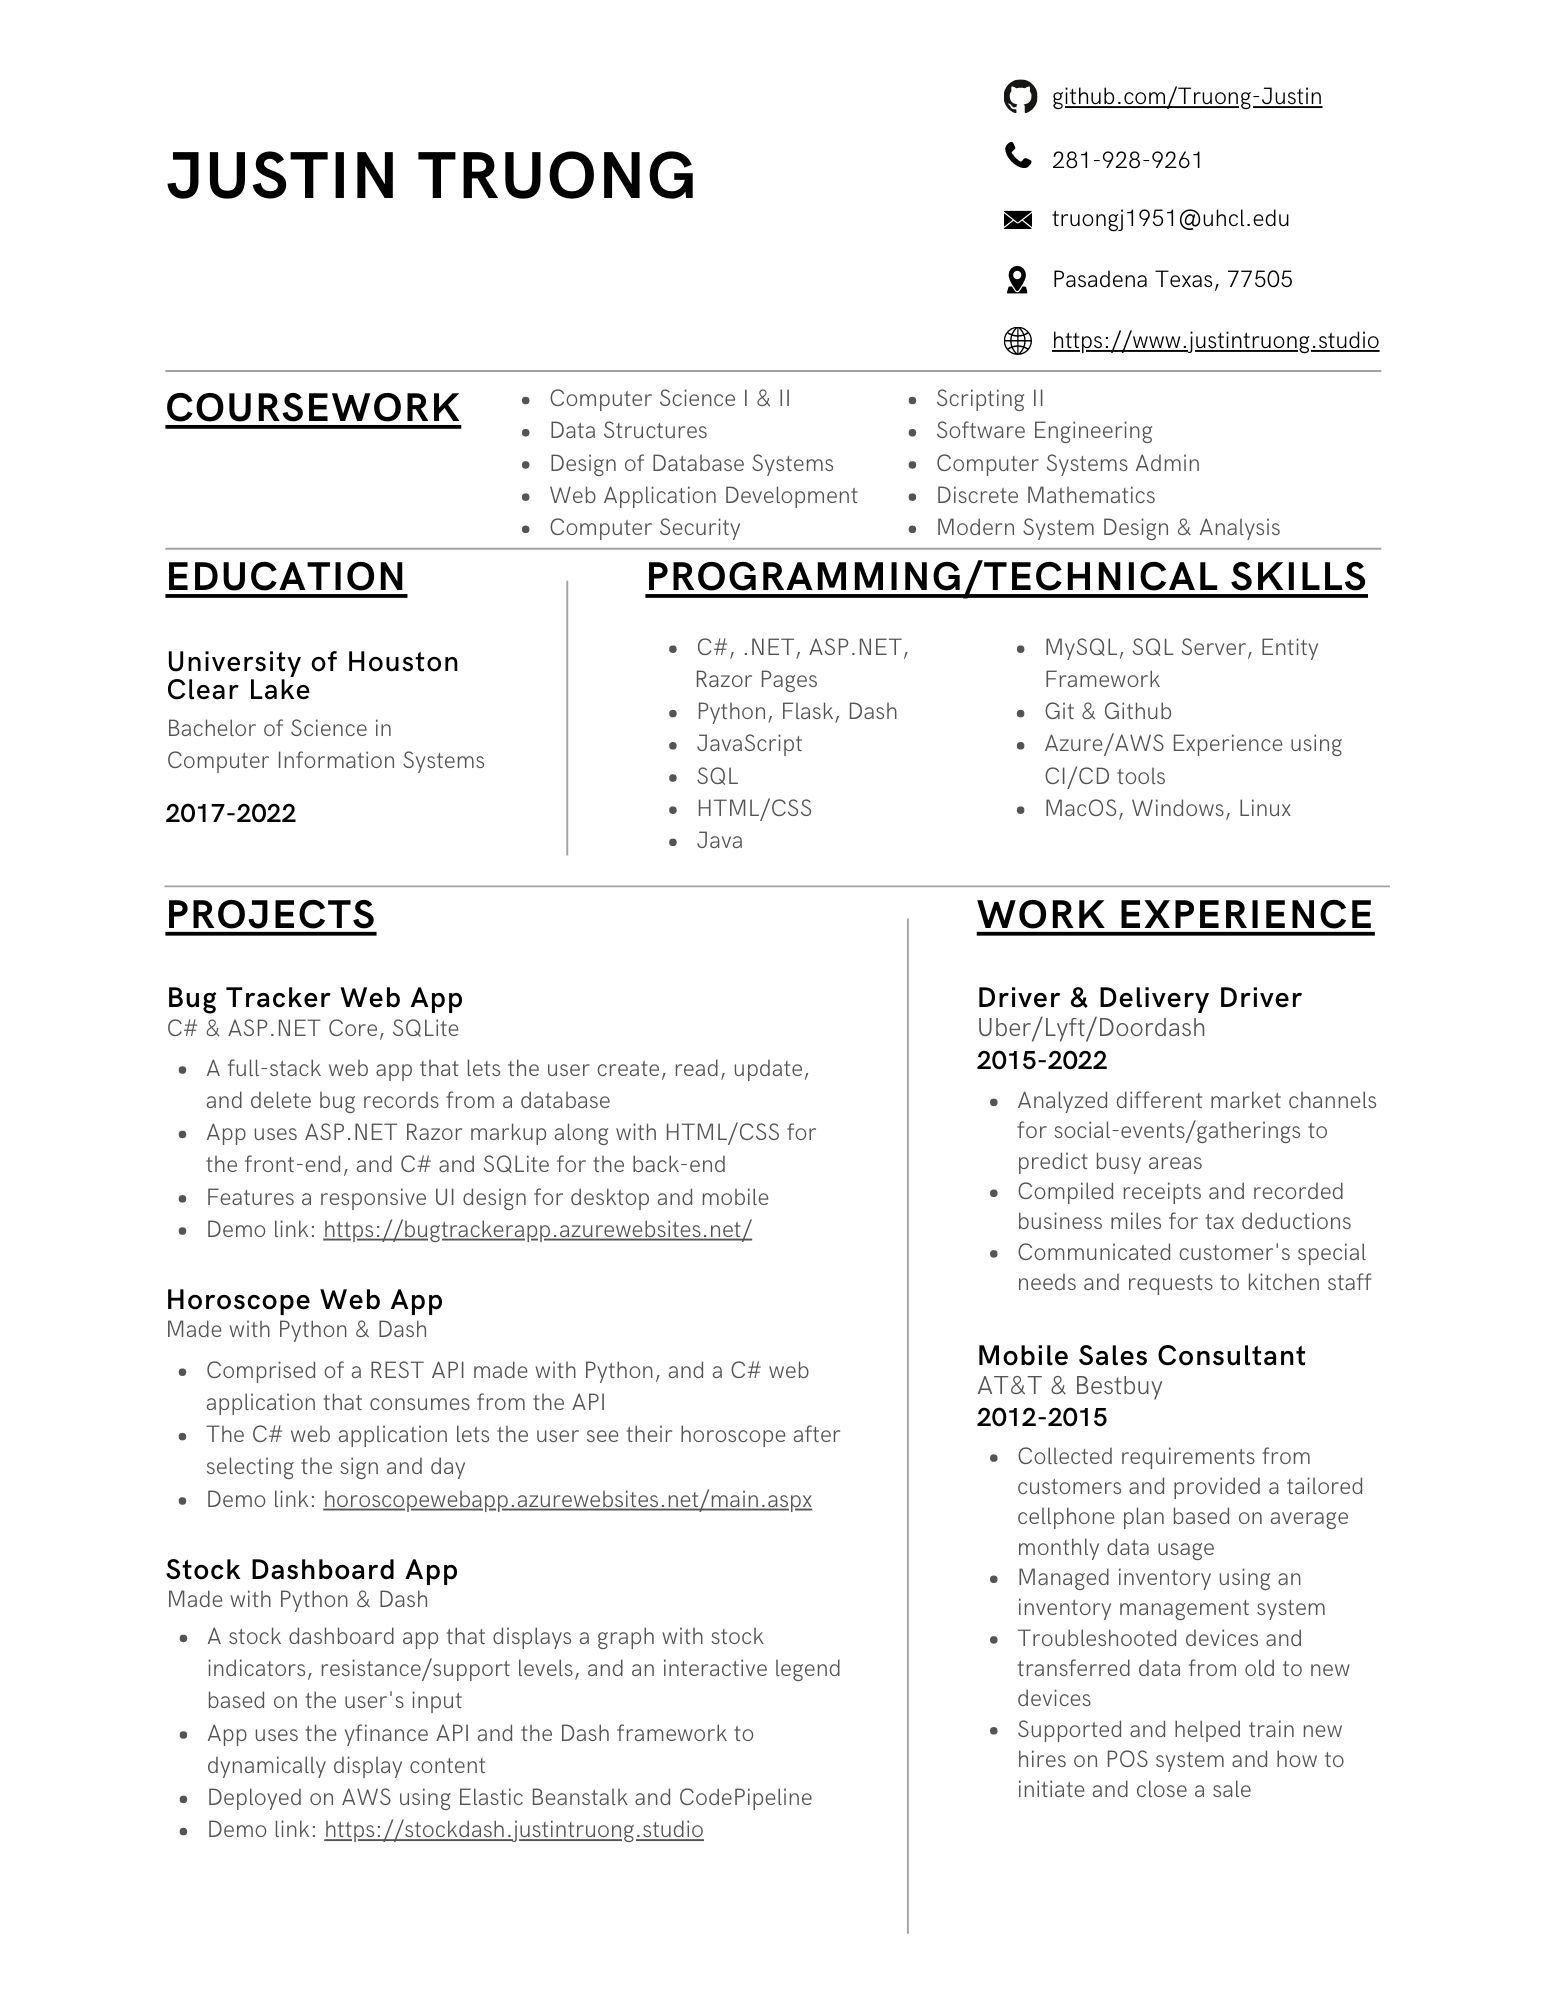 JUSTIN TRUONG
github.com/Truong-Justin
281-928-9261
truongj1951@uhcl.edu
Pasadena Texas, 77505
https://www.justintruong.studio
COURSEWORK
• Computer Science I & II
• Data Structures
• Design of Database Systems
• Web Application Development
• Computer Security
• Scripting II
• Software Engineering
• Computer Systems Admin
• Discrete Mathematics
• Modern System Design & Analysis
EDUCATION
University of Houston
Clear Lake
Bachelor of Science in
Computer Information Systems
2017-2022
PROGRAMMING/TECHNICAL SKILLS
• C#, .NET, ASP.NET,
Razor Pages
• Python, Flask, Dash
• JavaScript
• SQL
• HTML/CSS
• Java
• MySQL, SQL Server, Entity
Framework
• Git & Github
• Azure/AWS Experience using
CI/CD tools
• MacOS, Windows, Linux
PROJECTS
Bug Tracker Web App
C# & ASP.NET Core, SQLite
• A full-stack web app that lets the user create, read, update,
and delete bug records from a database
• App uses ASP.NET Razor markup along with HTML/CSS for
the front-end, and C# and SQLite for the back-end
• Features a responsive UI design for desktop and mobile
• Demo link: https://bugtrackerapp.azurewebsites.net/
Horoscope Web App
Made with Python & Dash
• Comprised of a REST API made with Python, and a C# web
application that consumes from the API
• The C# web application lets the user see their horoscope after
selecting the sign and day
• Demo link: horoscopewebapp.azurewebsites.net/main.aspx
Stock Dashboard App
Made with Python & Dash
• A stock dashboard app that displays a graph with stock
indicators, resistance/support levels, and an interactive legend
based on the user's input
• App uses the yfinance API and the Dash framework to
dynamically display content
• Deployed on AWS using Elastic Beanstalk and CodePipeline
• Demo link: https://stockdash.justintruong.studio
WORK EXPERIENCE
Driver & Delivery Driver
Uber/Lyft/Doordash
2015-2022
• Analyzed different market channels
for social-events/gatherings to
predict busy areas
• Compiled receipts and recorded
business miles for tax deductions
• Communicated customer's special
needs and requests to kitchen staff
Mobile Sales Consultant
AT&T & Bestbuy
2012-2015
• Collected requirements from
customers and provided a tailored
cellphone plan based on average
monthly data usage
• Managed inventory using an
inventory management system
• Troubleshooted devices and
transferred data from old to new
devices
• Supported and helped train new
hires on POS system and how to
initiate and close a sale